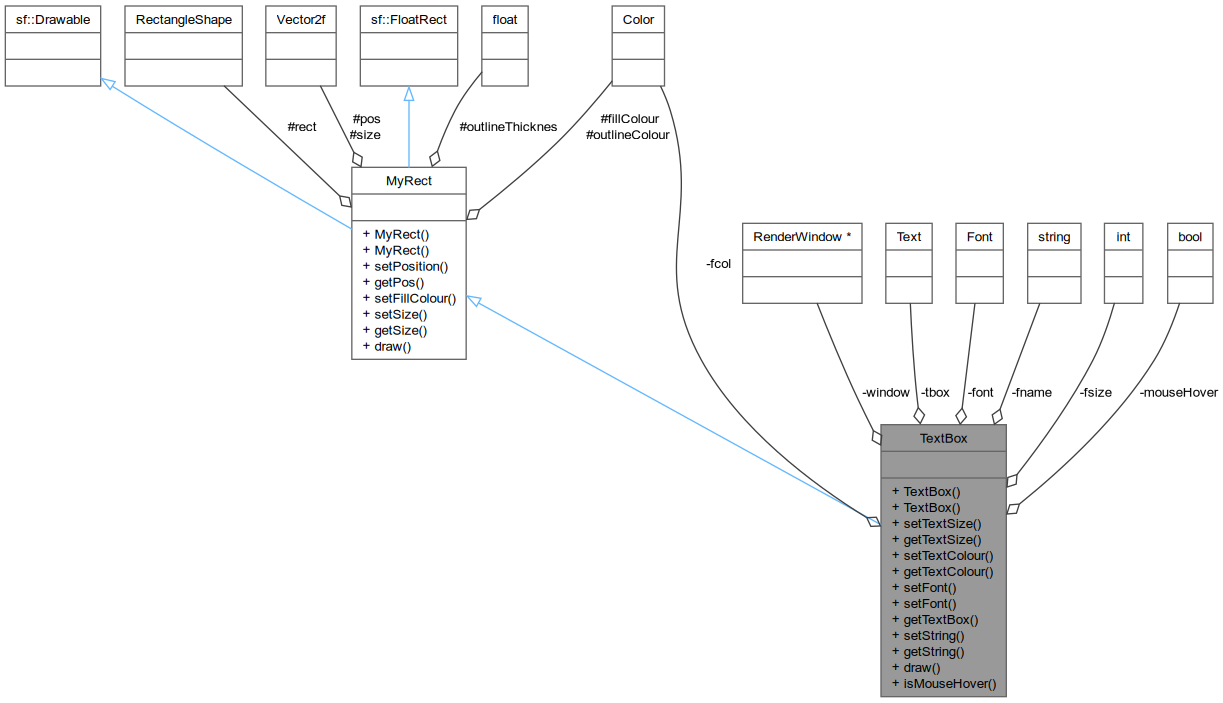 sf::Drawable
RectangleShape
Vector2f
sf::FloatRect
float
Color
#rect
#pos
#size
#outlineThicknes
#fillColour
#outlineColour
MyRect
+ MyRect()
+ MyRect()
+ setPosition()
+ getPos()
+ setFillColour()
+ setSize()
+ getSize()
+ draw()
-fcol
RenderWindow *
Text
Font
string
int
bool
-window
-tbox
-font
-fname
-fsize
-mouseHover
TextBox
+ TextBox()
+ TextBox()
+ setTextSize()
+ getTextSize()
+ setTextColour()
+ getTextColour()
+ setFont()
+ setFont()
+ getTextBox()
+ setString()
+ getString()
+ draw()
+ isMouseHover()